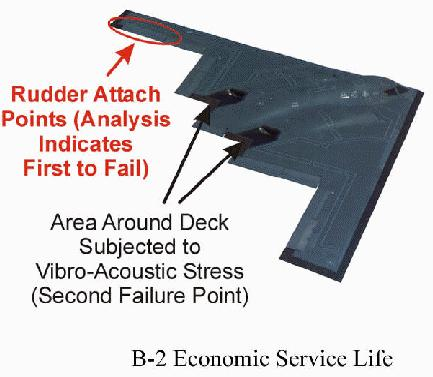 Rudder Attach
Points (Analysis
Indicates
First to Fail)
Area Around Deck
Subjected to
Vibro-Acoustic Stress
(Second Failure Point)
B-2 Economic Service Life